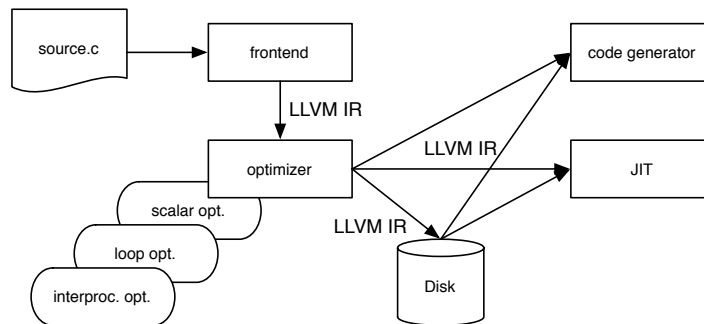 source.c
frontend
code generator
LLVM IR
optimizer
LLVM IR
JIT
scalar opt.
LLVM IR
loop opt.
Disk
interproc. opt.